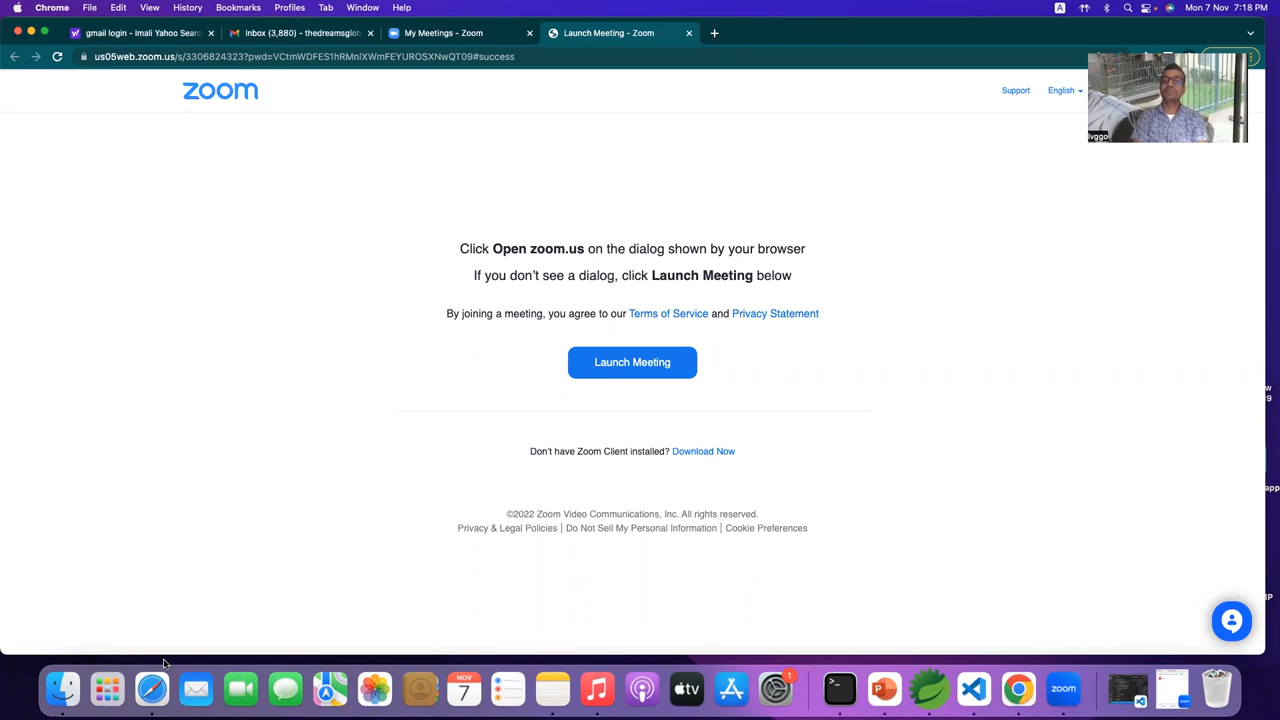 Chrome File Edit View History Bookmarks Profiles Tab Window Help A Mon 7 Nov 7:18 PM
gmail login - Imali Yahoo Sear Inbox (3,880) - thedreamsglob My Meetings - Zoom Launch Meeting - Zoom
us05web.zoom.us/s/3306824323?pwd=VCtmWDFES1hRMnlXWmFEYUROSXNwQT09#success
zoom Support English
Click Open zoom.us on the dialog shown by your browser
If you don't see a dialog, click Launch Meeting below
By joining a meeting, you agree to our Terms of Service and Privacy Statement
Launch Meeting
Don't have Zoom Client installed? Download Now
©2022 Zoom Video Communications, Inc. All rights reserved.
Privacy & Legal Policies | Do Not Sell My Personal Information | Cookie Preferences
NOV
7
tv
1
zoom